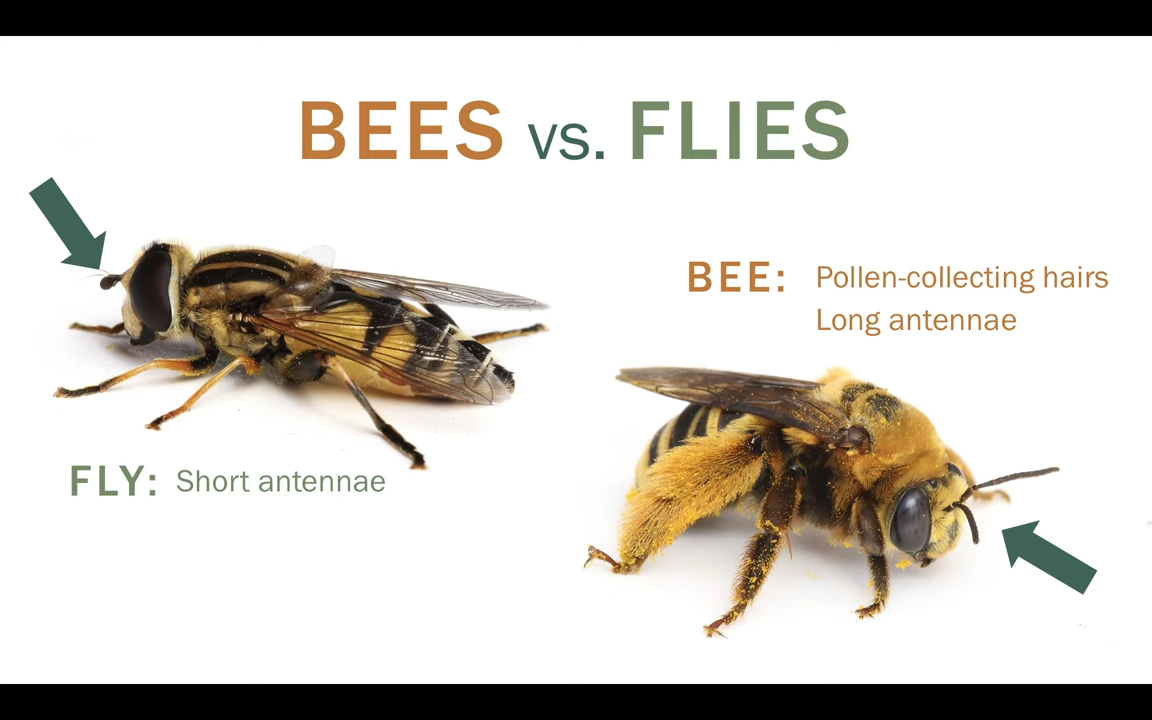 BEES vs. FLIES
BEE: Pollen-collecting hairs
Long antennae
FLY: Short antennae